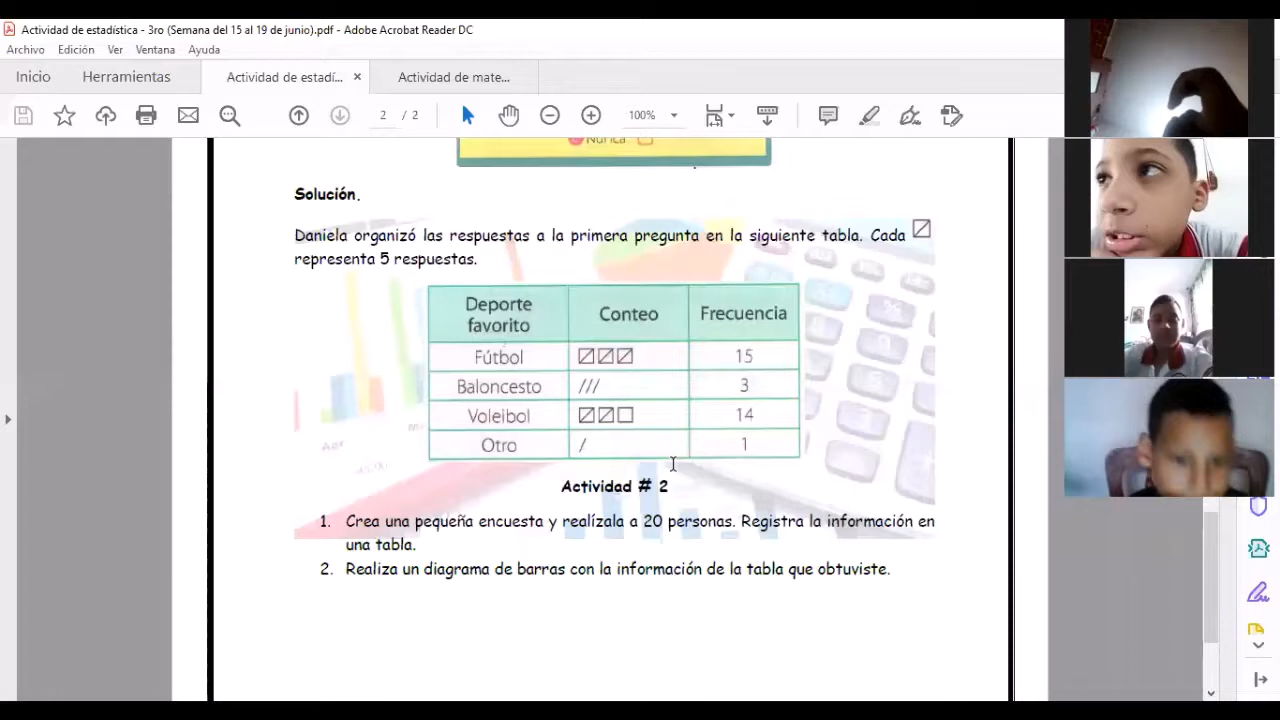 Actividad de estadística - 3ro (Semana del 15 al 19 de junio).pdf - Adobe Acrobat Reader DC
Archivo Edición Ver Ventana Ayuda
Inicio Herramientas Actividad de estadí... × Actividad de mate...
2 / 2 100%
Nunca
Solución.
Daniela organizó las respuestas a la primera pregunta en la siguiente tabla. Cada
representa 5 respuestas.
Deporte favorito Conteo Frecuencia
Fútbol 15
Baloncesto /// 3
Voleibol 14
Otro / 1
Actividad # 2
1. Crea una pequeña encuesta y realízala a 20 personas. Registra la información en
una tabla.
2. Realiza un diagrama de barras con la información de la tabla que obtuviste.